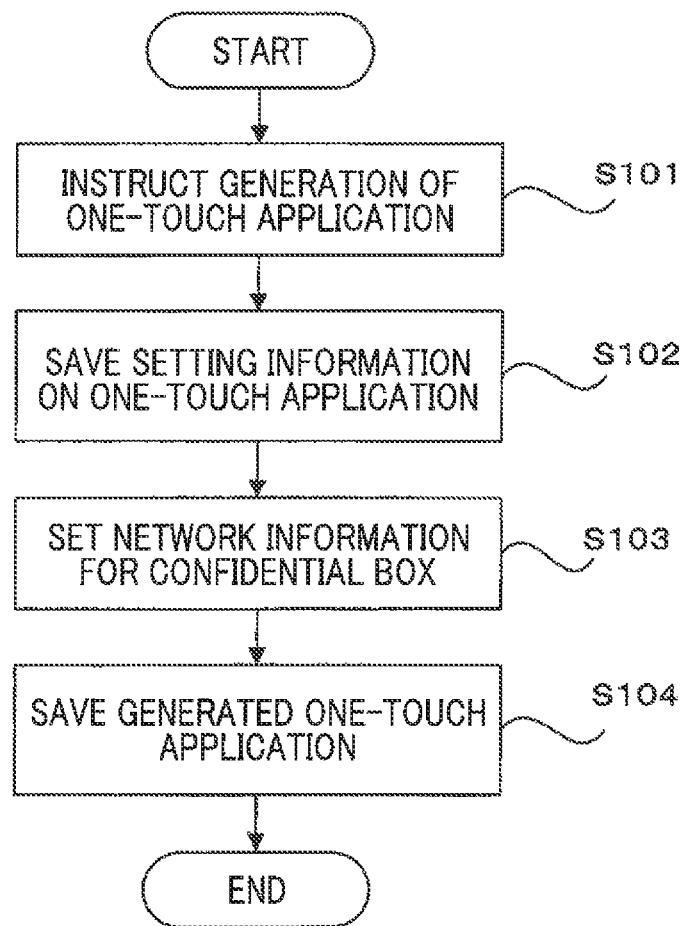 START
INSTRUCT GENERATION OF
ONE-TOUCH APPLICATION
S101
SAVE SETTING INFORMATION
ON ONE-TOUCH APPLICATION
S102
SET NETWORK INFORMATION
FOR CONFIDENTIAL BOX
S103
SAVE GENERATED ONE-TOUCH
APPLICATION
S104
END